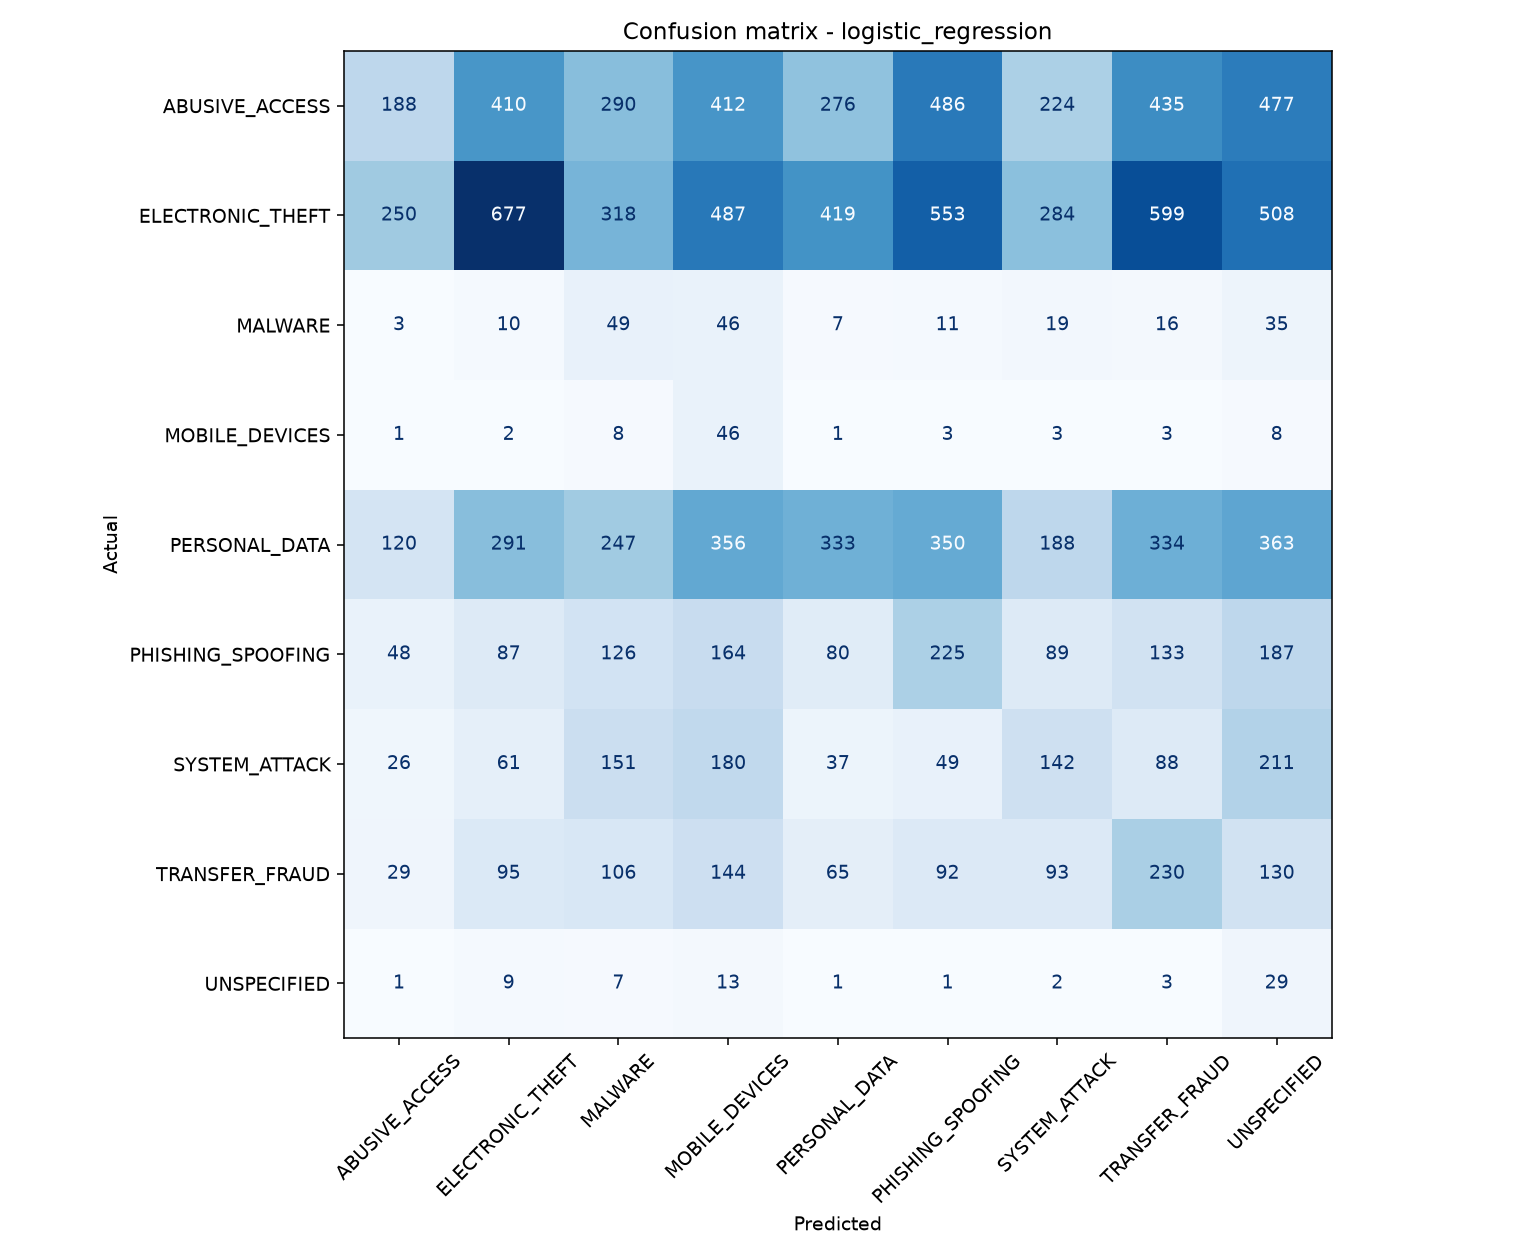 Confusion matrix - logistic_regression
ABUSIVE_ACCESS 188 410 290 412 276 486 224 435 477
ELECTRONIC_THEFT 250 677 318 487 419 553 284 599 508
MALWARE 3 10 49 46 7 11 19 16 35
MOBILE_DEVICES 1 2 8 46 1 3 3 3 8
Actual
PERSONAL_DATA 120 291 247 356 333 350 188 334 363
PHISHING_SPOOFING 48 87 126 164 80 225 89 133 187
SYSTEM_ATTACK 26 61 151 180 37 49 142 88 211
TRANSFER_FRAUD 29 95 106 144 65 92 93 230 130
UNSPECIFIED 1 9 7 13 1 1 2 3 29
ABUSIVE_ACCESS ELECTRONIC_THEFT MALWARE MOBILE_DEVICES PERSONAL_DATA PHISHING_SPOOFING SYSTEM_ATTACK TRANSFER_FRAUD UNSPECIFIED
Predicted